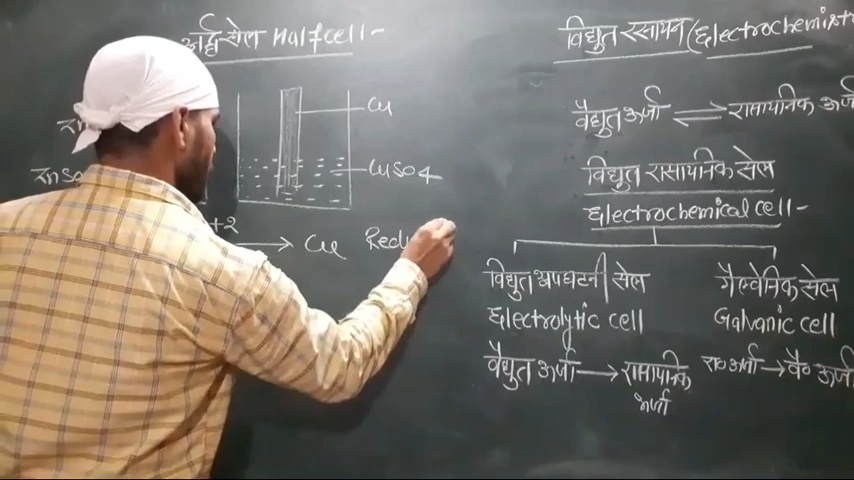 अर्द्ध सेल Half cell :-
Cu
CuSO4
+2 → Cu
विद्युत रसायन (Electrochemistr
वैद्युत ऊर्जा ⇌ रासायनिक ऊर्जा
विद्युत रासायनिक सेल
Electrochemical cell :-
विद्युत अपघटनी सेल
Electrolytic cell
वैद्युत ऊर्जा → रासायनिक
ऊर्जा
गैल्वेनिक सेल
Galvanic cell
रा० ऊर्जा → वै० ऊर्जा